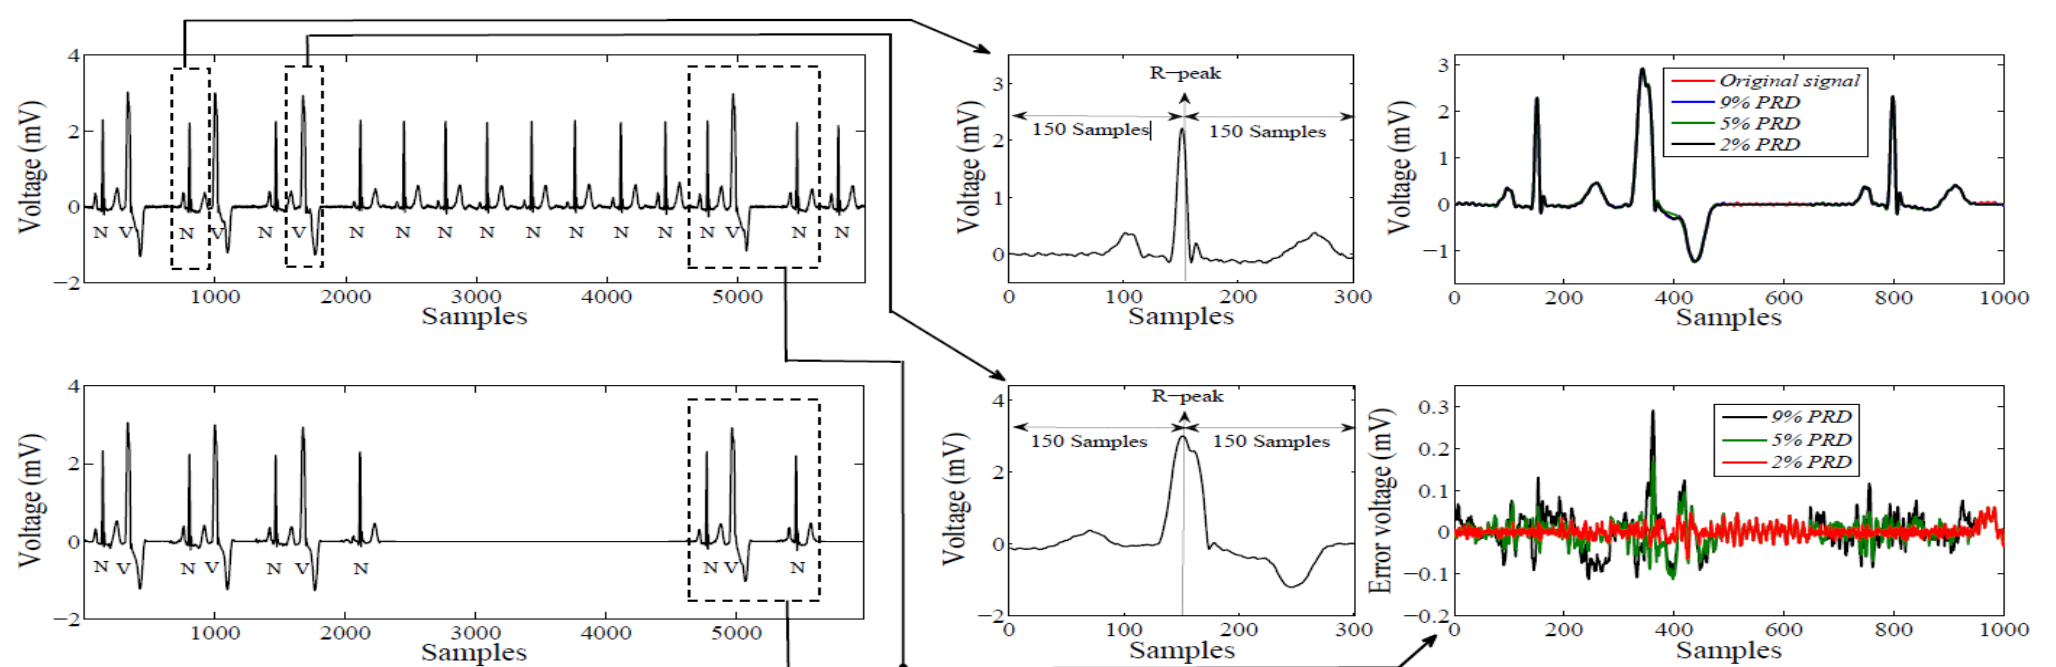 4
2
0
−2
Voltage (mV)
N V N V N V N N N N N N N N N V N N
1000 2000 3000 4000 5000
Samples
R−peak
150 Samples 150 Samples
3
2
1
0
Voltage (mV)
0 100 200 300
Samples
3
2
1
0
−1
Voltage (mV)
Original signal
9% PRD
5% PRD
2% PRD
0 200 400 600 800 1000
Samples
4
2
0
−2
Voltage (mV)
N V N V N V N N V N
1000 2000 3000 4000 5000
Samples
R−peak
150 Samples 150 Samples
4
2
0
−2
Voltage (mV)
0 100 200 300
Samples
0.3
0.2
0.1
0
−0.1
−0.2
Error voltage (mV)
9% PRD
5% PRD
2% PRD
0 200 400 600 800 1000
Samples